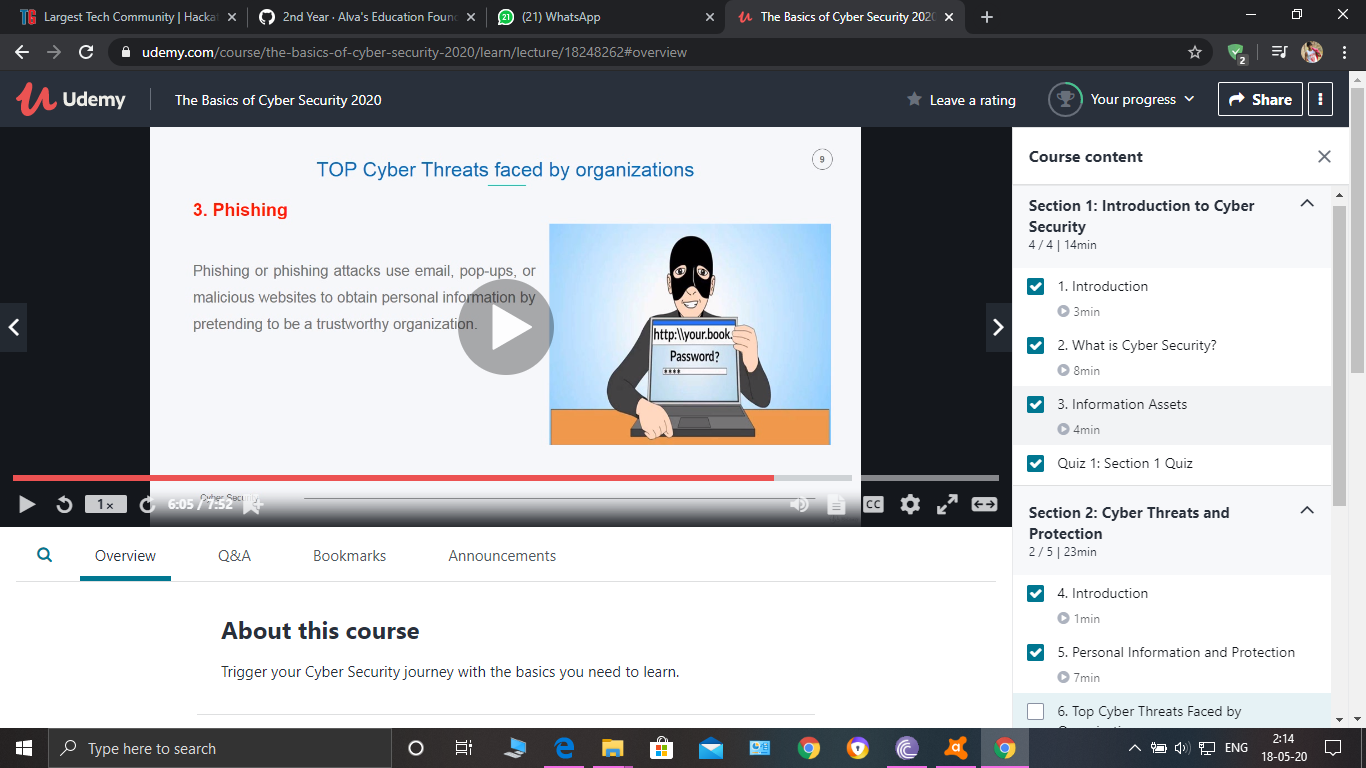 Largest Tech Community | Hacka
2nd Year · Alva's Education Foun
(21) WhatsApp
The Basics of Cyber Security 2020
udemy.com/course/the-basics-of-cyber-security-2020/learn/lecture/18248262#overview
2
Udemy
The Basics of Cyber Security 2020
Leave a rating
Your progress
Share
TOP Cyber Threats faced by organizations
9
3. Phishing
Phishing or phishing attacks use email, pop-ups, or
malicious websites to obtain personal information by
pretending to be a trustworthy organization.
http:\\your.book.
Password?
****
Cyber Security
1x
6:05 / 7:52
CC
Course content
Section 1: Introduction to Cyber
Security
4 / 4 | 14min
1. Introduction
3min
2. What is Cyber Security?
8min
3. Information Assets
4min
Quiz 1: Section 1 Quiz
Section 2: Cyber Threats and
Protection
2 / 5 | 23min
4. Introduction
1min
5. Personal Information and Protection
7min
6. Top Cyber Threats Faced by
Overview
Q&A
Bookmarks
Announcements
About this course
Trigger your Cyber Security journey with the basics you need to learn.
Type here to search
ENG
2:14
18-05-20